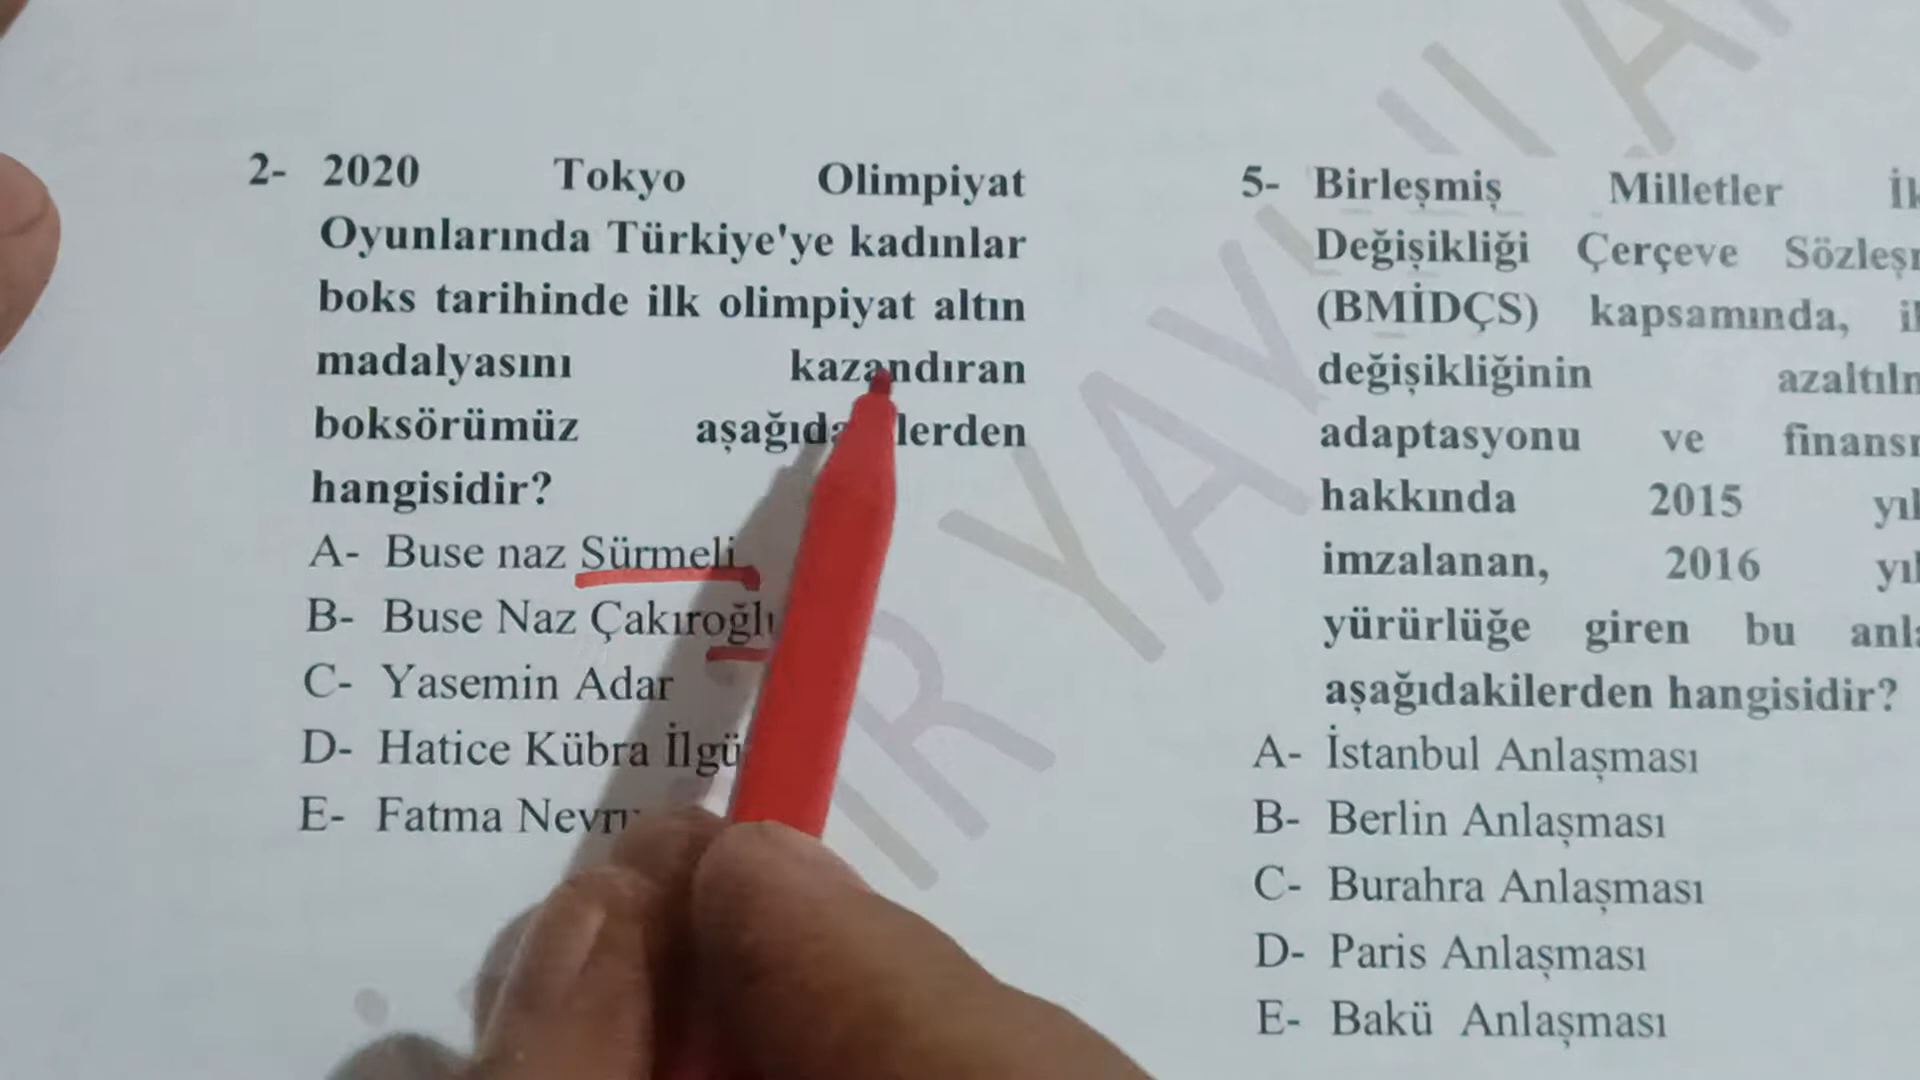 2- 2020 Tokyo Olimpiyat
Oyunlarında Türkiye'ye kadınlar
boks tarihinde ilk olimpiyat altın
madalyasını kazandıran
boksörümüz
hangisidir?
A- Buse naz Sürmeli
B- Buse Naz
C- Yasemin Adar
D- Hatice Kübra
E- Fatma
5- Birleşmiş Milletler
Değişikliği Çerçeve
(BMİDÇS) kapsamında,
değişikliğinin
adaptasyonu ve
hakkında 2015
imzalanan, 2016
yürürlüğe giren bu
aşağıdakilerden hangisidir?
A- İstanbul Anlaşması
B- Berlin Anlaşması
C- Burahra Anlaşması
D- Paris Anlaşması
E- Bakü Anlaşması